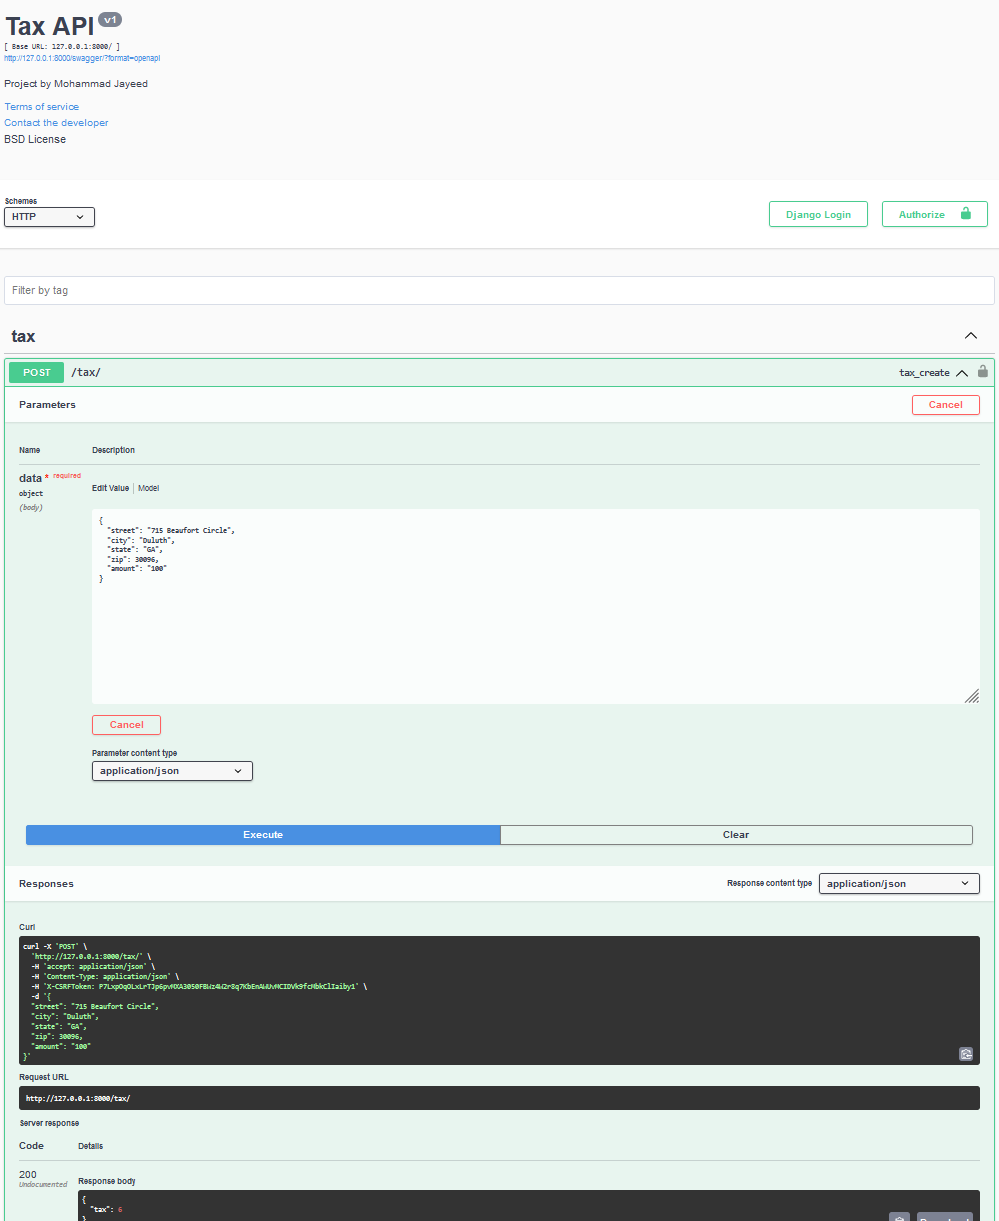 Tax API v1
[ Base URL: 127.0.0.1:8000/ ]
http://127.0.0.1:8000/swagger/?format=openapi
Project by Mohammad Jayeed
Terms of service
Contact the developer
BSD License
Schemes
HTTP
Django Login
Authorize
Filter by tag
tax
POST /tax/ tax_create
Parameters Cancel
Name Description
data * required
object
(body)
Edit Value | Model
{
"street": "715 Beaufort Circle",
"city": "Duluth",
"state": "GA",
"zip": 30096,
"amount": "100"
}
Cancel
Parameter content type
application/json
Execute Clear
Responses Response content type application/json
Curl
curl -X 'POST' \
'http://127.0.0.1:8000/tax/' \
-H 'accept: application/json' \
-H 'Content-Type: application/json' \
-H 'X-CSRFToken: \
-d '{
"street": "715 Beaufort Circle",
"city": "Duluth",
"state": "GA",
"zip": 30096,
"amount": "100"
}'
Request URL
http://127.0.0.1:8000/tax/
Server response
Code Details
200
Undocumented
Response body
{
"tax": 6
}
Download